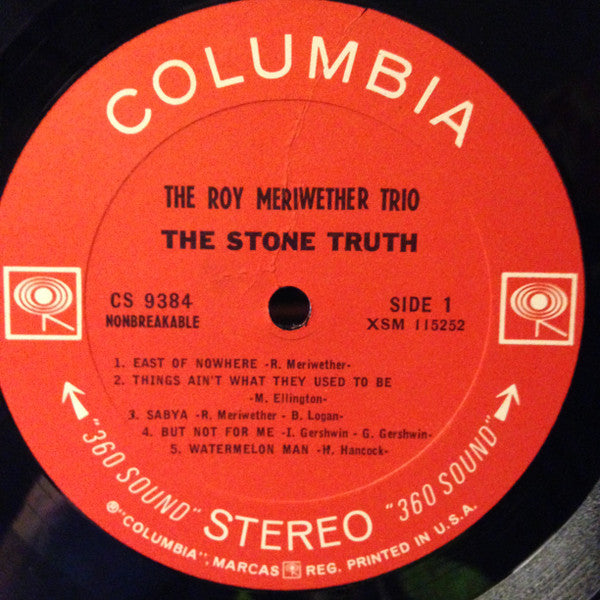 COLUMBIA
THE ROY MERIWETHER TRIO
THE STONE TRUTH
CS 9384
NONBREAKABLE
SIDE 1
XSM 115252
1. EAST OF NOWHERE -R. Meriwether-
2. THINGS AIN'T WHAT THEY USED TO BE
-M. Ellington-
3. SABYA -R. Meriwether - B. Logan-
4. BUT NOT FOR ME -I. Gershwin - G. Gershwin-
5. WATERMELON MAN -H. Hancock-
"360 SOUND" STEREO "360 SOUND"
℗"COLUMBIA", MARCAS REG. PRINTED IN U.S.A.